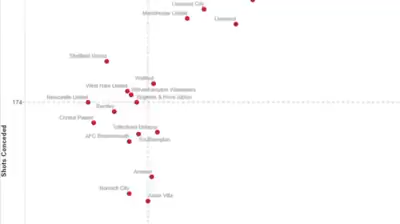 Leicester City
Manchester United
Liverpool
Sheffield United
Watford
West Ham United
Wolverhampton Wanderers
Newcastle United
Brighton & Hove Albion
174
Burnley
Crystal Palace
Tottenham Hotspur
AFC Bournemouth
Southampton
Arsenal
Norwich City
Aston Villa
Shots Conceded